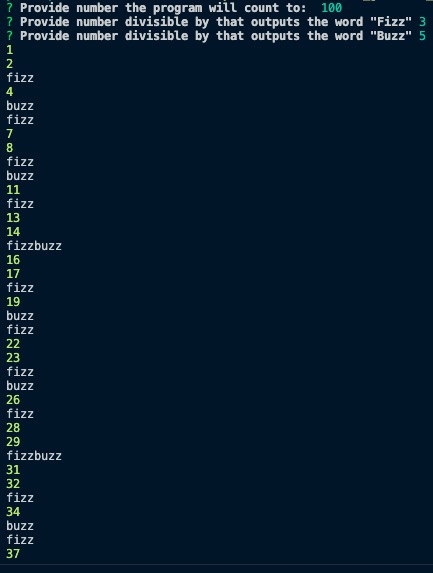 ? Provide number the program will count to:  100
? Provide number divisible by that outputs the word "Fizz" 3
? Provide number divisible by that outputs the word "Buzz" 5
1
2
fizz
4
buzz
fizz
7
8
fizz
buzz
11
fizz
13
14
fizzbuzz
16
17
fizz
19
buzz
fizz
22
23
fizz
buzz
26
fizz
28
29
fizzbuzz
31
32
fizz
34
buzz
fizz
37